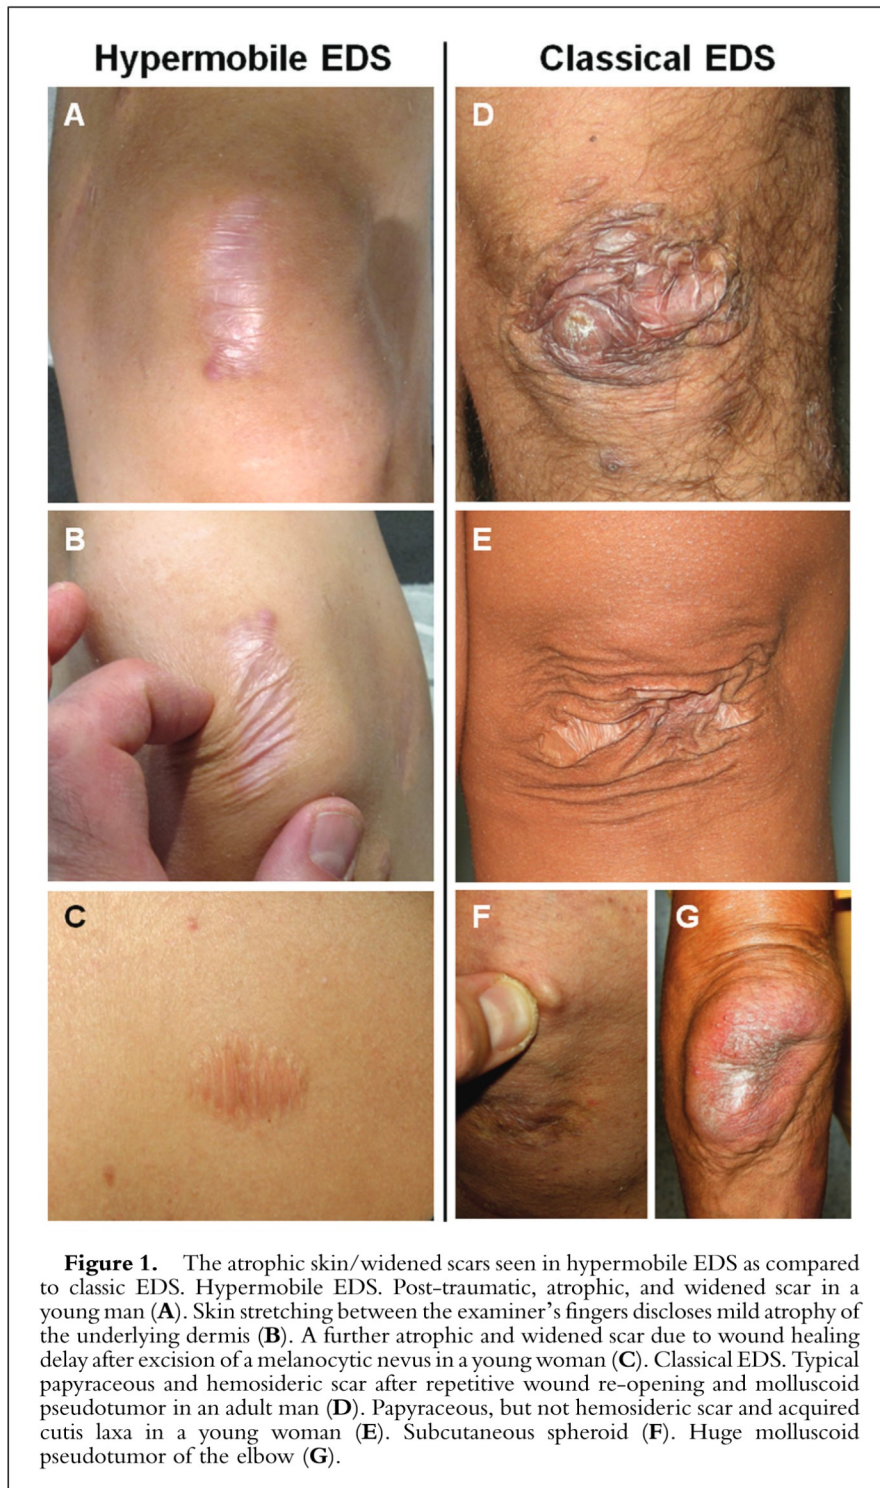 Hypermobile EDS
Classical EDS
A
D
B
E
C
F
G
Figure 1. The atrophic skin/widened scars seen in hypermobile EDS as compared
to classic EDS. Hypermobile EDS. Post-traumatic, atrophic, and widened scar in a
young man (A). Skin stretching between the examiner's fingers discloses mild atrophy of
the underlying dermis (B). A further atrophic and widened scar due to wound healing
delay after excision of a melanocytic nevus in a young woman (C). Classical EDS. Typical
papyraceous and hemosideric scar after repetitive wound re-opening and molluscoid
pseudotumor in an adult man (D). Papyraceous, but not hemosideric scar and acquired
cutis laxa in a young woman (E). Subcutaneous spheroid (F). Huge molluscoid
pseudotumor of the elbow (G).